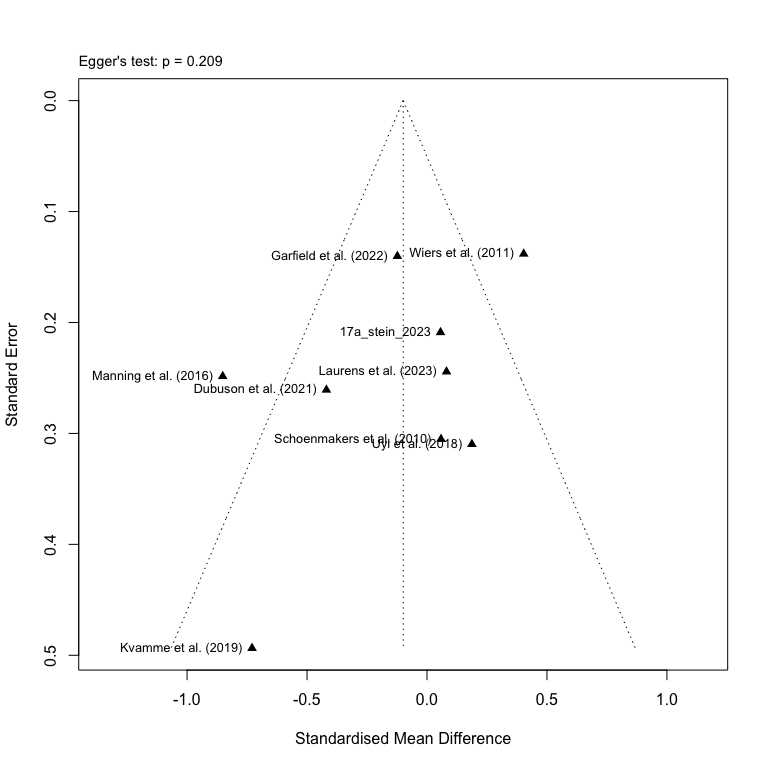 Egger's test: p = 0.209
0.0
0.1
0.2
0.3
0.4
0.5
Standard Error
Garfield et al. (2022)
Wiers et al. (2011)
17a_stein_2023
Laurens et al. (2023)
Manning et al. (2016)
Dubuson et al. (2021)
Schoenmakers et al. (2010)
Uyl et al. (2018)
Kvamme et al. (2019)
-1.0 -0.5 0.0 0.5 1.0
Standardised Mean Difference